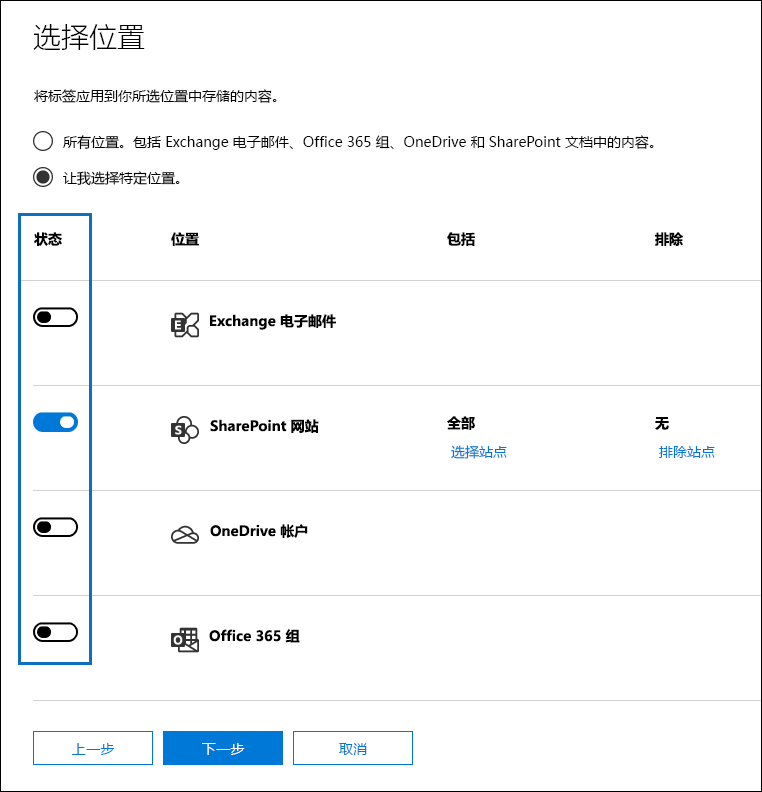 选择位置
将标签应用到你所选位置中存储的内容。
所有位置。包括 Exchange 电子邮件、Office 365 组、OneDrive 和 SharePoint 文档中的内容。
让我选择特定位置。
状态 位置 包括 排除
Exchange 电子邮件
SharePoint 网站 全部 无
选择站点 排除站点
OneDrive 帐户
Office 365 组
上一步 下一步 取消